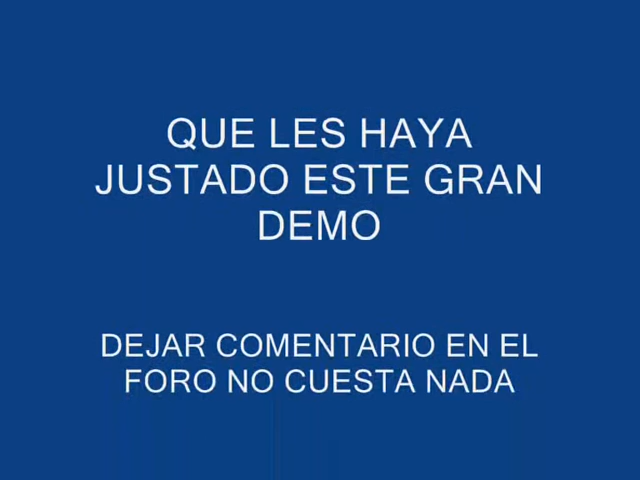 QUE LES HAYA
JUSTADO ESTE GRAN
DEMO
DEJAR COMENTARIO EN EL
FORO NO CUESTA NADA